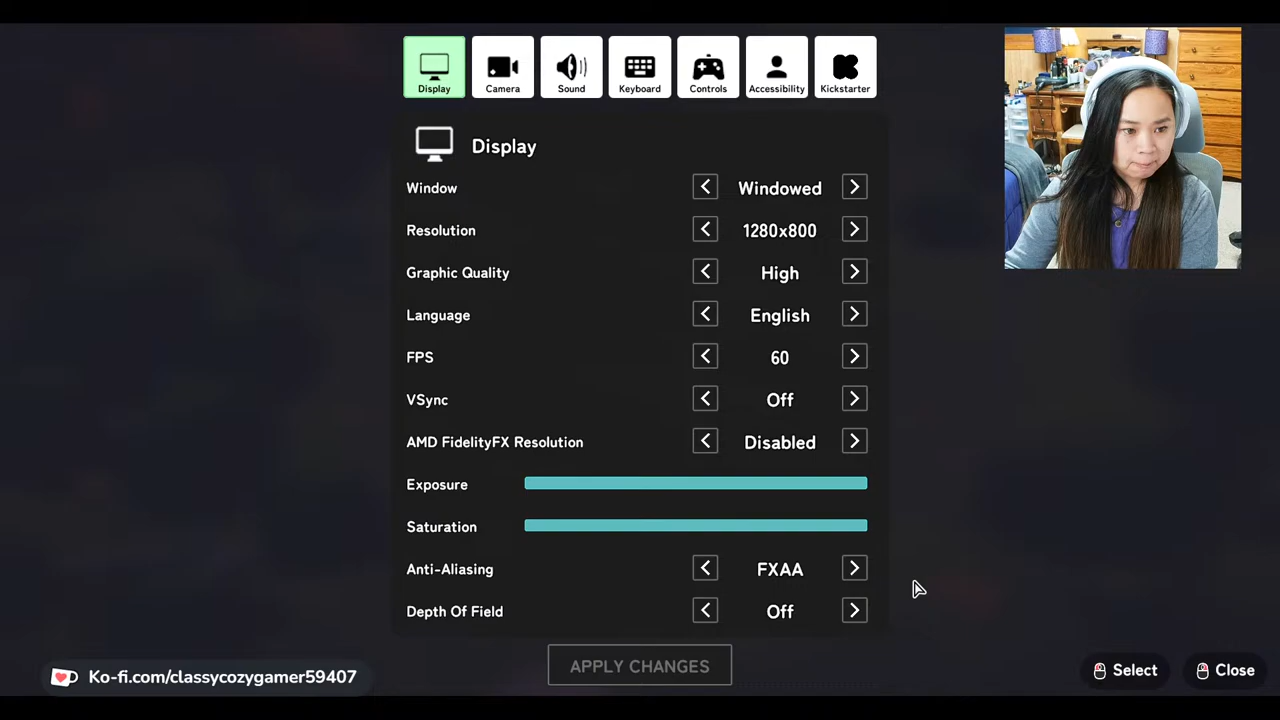 Display
Camera
Sound
Keyboard
Controls
Accessibility
Kickstarter
Display
Window
Windowed
Resolution
1280x800
Graphic Quality
High
Language
English
FPS
60
VSync
Off
AMD FidelityFX Resolution
Disabled
Exposure
Saturation
Anti-Aliasing
FXAA
Depth Of Field
Off
APPLY CHANGES
Ko-fi.com/classycozygamer59407
Select
Close